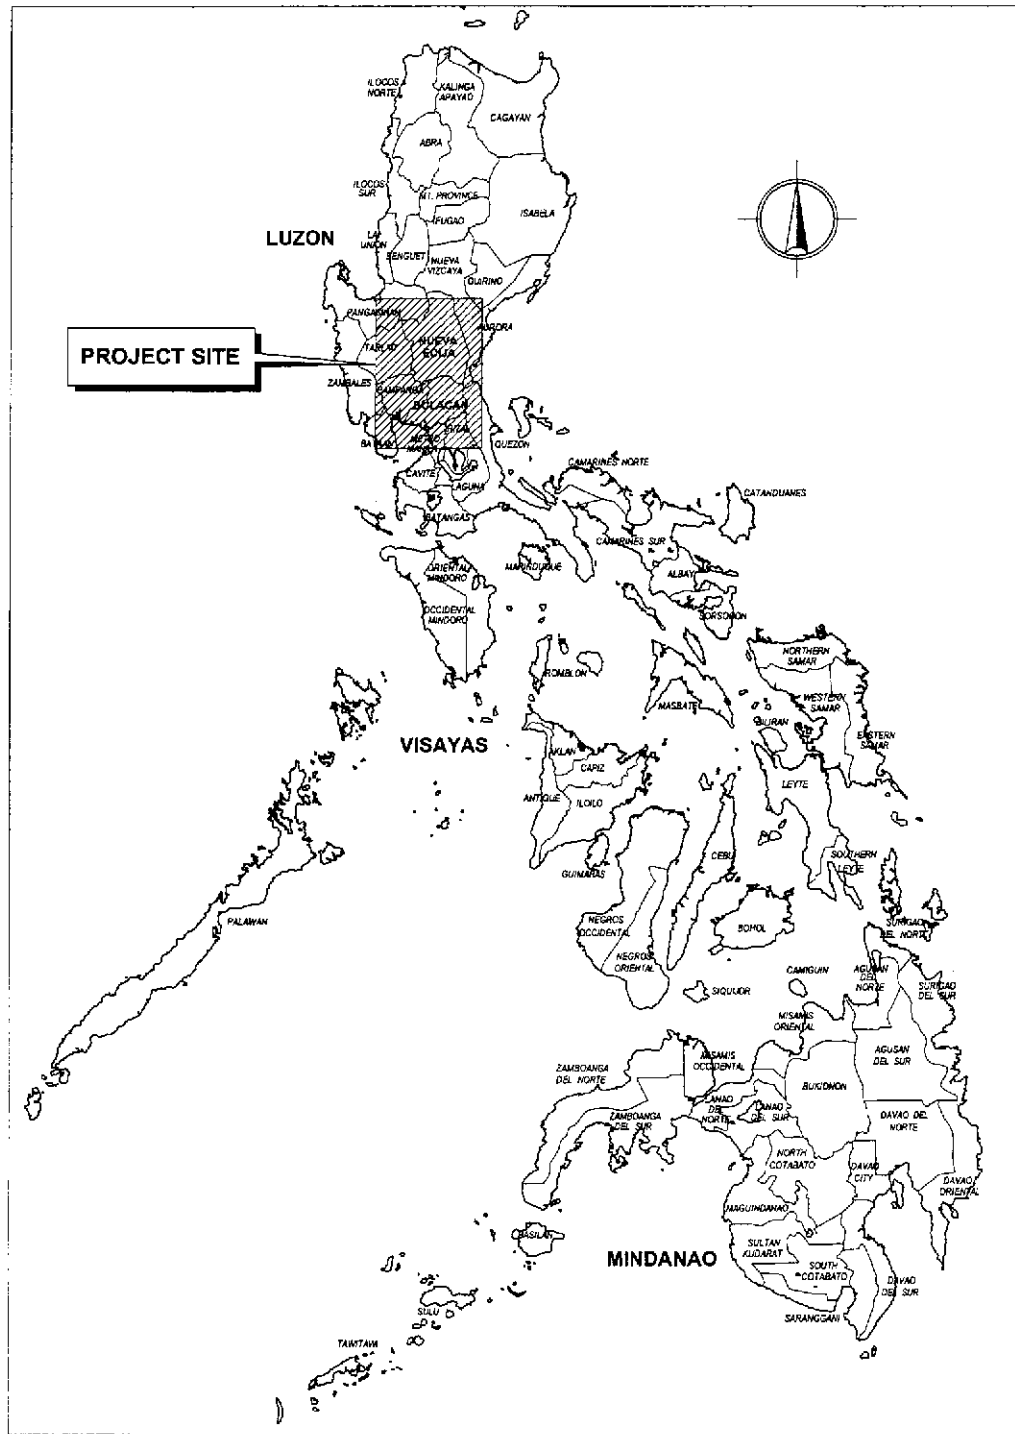 ILOCOS
NORTE
KALINGA
APAYAO
CAGAYAN
ABRA
ILOCOS
SUR
MT. PROVINCE
IFUGAO
ISABELA
LUZON
LA
UNION
BENGUET
NUEVA
VIZCAYA
QUIRINO
PANGASINAN
AURORA
NUEVA
ECIJA
TARLAC
PROJECT SITE
ZAMBALES
PAMPANGA
BULACAN
BATAAN
METRO
MANILA
RIZAL
QUEZON
CAVITE
LAGUNA
BATANGAS
CAMARINES NORTE
CATANDUANES
CAMARINES SUR
ORIENTAL
MINDORO
MARINDUQUE
ALBAY
OCCIDENTAL
MINDORO
SORSOGON
NORTHERN
SAMAR
ROMBLON
MASBATE
WESTERN
SAMAR
BILIRAN
EASTERN
SAMAR
VISAYAS
AKLAN
CAPIZ
LEYTE
ANTIQUE
ILOILO
CEBU
SOUTHERN
LEYTE
GUIMARAS
PALAWAN
NEGROS
OCCIDENTAL
BOHOL
SURIGAO
DEL NORTE
NEGROS
ORIENTAL
SIQUIJOR
CAMIGUIN
AGUSAN
DEL
NORTE
SURIGAO
DEL SUR
MISAMIS
ORIENTAL
ZAMBOANGA
DEL NORTE
MISAMIS
OCCIDENTAL
AGUSAN
DEL SUR
BUKIDNON
LANAO
DEL
NORTE
LANAO
DEL SUR
ZAMBOANGA
DEL SUR
DAVAO DEL
NORTE
NORTH
COTABATO
DAVAO
CITY
DAVAO
ORIENTAL
MAGUINDANAO
BASILAN
SULTAN
KUDARAT
MINDANAO
SOUTH
COTABATO
DAVAO
DEL SUR
SARANGGANI
SULU
TAWITAWI